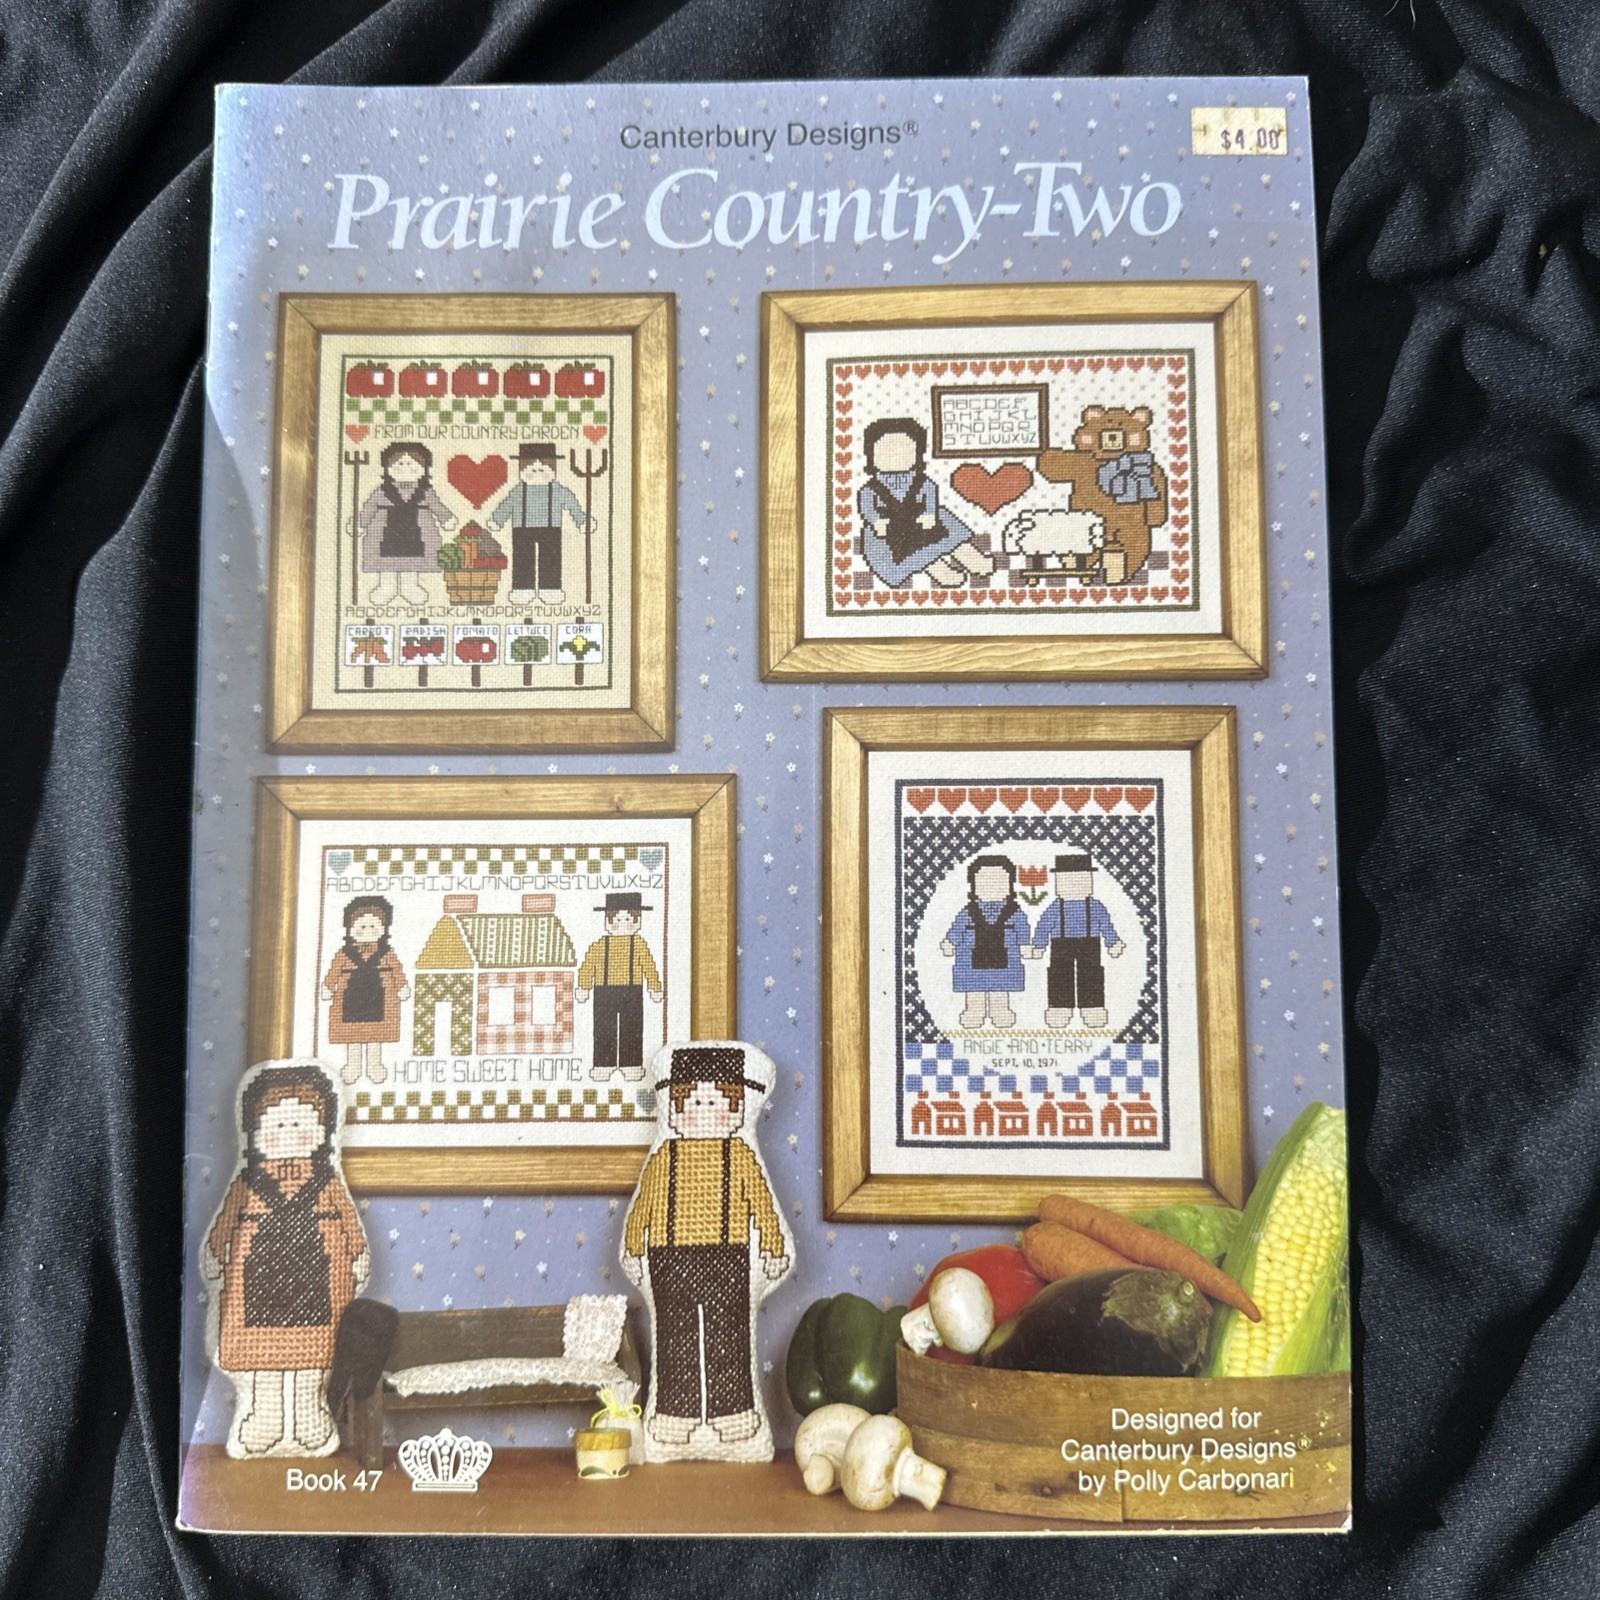 Canterbury Designs®
$4.00
Prairie Country-Two
FROM OUR COUNTRY GARDEN
ABCDEFGHIJKLMNOPQRSTUVWXYZ
CARROT RADISH TOMATO LETTUCE CORN
ABCDEF
GHIJKL
MNOPQR
STUVWXYZ
ABCDEFGHIJKLMNOPQRSTUVWXYZ
HOME SWEET HOME
ANGIE·AND·TERRY
SEPT. 10, 1971
Book 47
Designed for
Canterbury Designs®
by Polly Carbonari